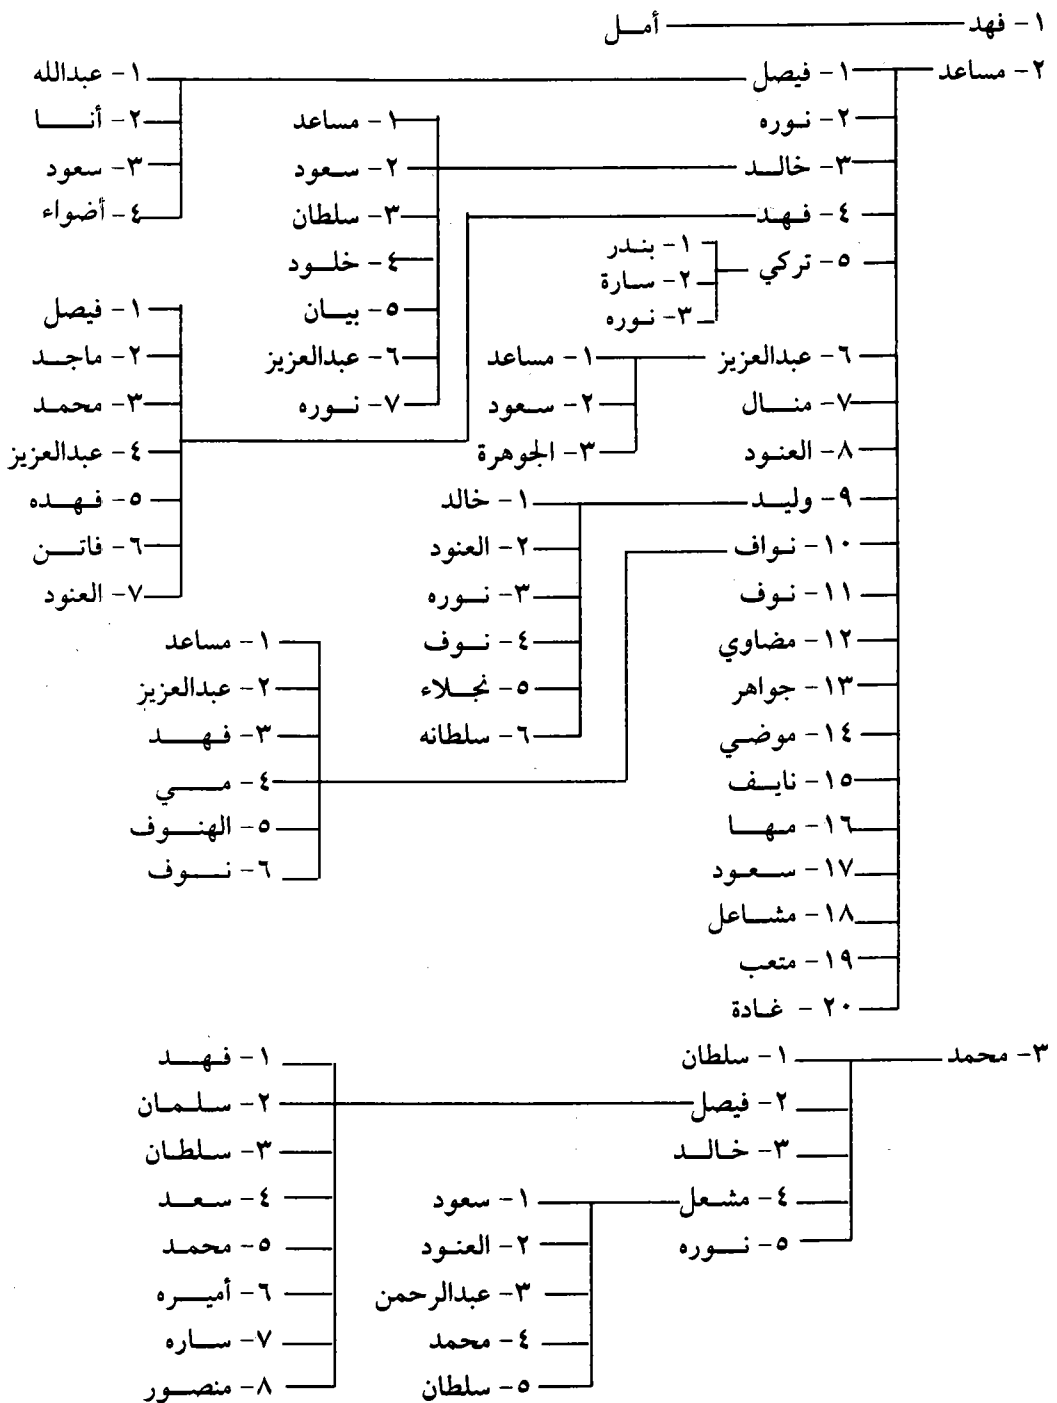 ١- فهد أمل
٢- مساعد ١- فيصل ١- عبدالله
٢- نوره ١- مساعد ٢- أنا
٣- خالد ٢- سعود ٣- سعود
٤- فهد ٣- سلطان ٤- أضواء
١- بندر
٥- تركي ٤- خلود
٢- سارة
٣- نوره ٥- بيان ١- فيصل
٦- عبدالعزيز ١- مساعد ٦- عبدالعزيز ٢- ماجد
٧- منال ٢- سعود ٧- نوره ٣- محمد
٨- العنود ٣- الجوهرة ٤- عبدالعزيز
٩- وليد ١- خالد ٥- فهده
١٠- نواف ٢- العنود ٦- فاتن
١١- نوف ٣- نوره ٧- العنود
١٢- مضاوي ٤- نوف ١- مساعد
١٣- جواهر ٥- نجلاء ٢- عبدالعزيز
١٤- موضي ٦- سلطانه ٣- فهد
١٥- نايف ٤- مي
١٦- مها ٥- الهنوف
١٧- سعود ٦- نوف
١٨- مشاعل
١٩- متعب
٢٠- غادة
٣- محمد ١- سلطان ١- فهد
٢- فيصل ٢- سلمان
٣- خالد ٣- سلطان
٤- مشعل ١- سعود ٤- سعد
٥- نوره ٢- العنود ٥- محمد
٣- عبدالرحمن ٦- أميره
٤- محمد ٧- ساره
٥- سلطان ٨- منصور